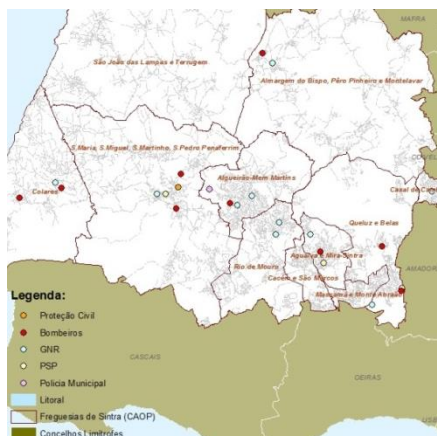 MAFRA
São João das Lampas e Terrugem
Almargem do Bispo, Pêro Pinheiro e Montelavar
S.Maria, S.Miguel, S.Martinho, S.Pedro Penaferrim
Algueirão-Mem Martins
Casal de Cam
Colares
Queluz e Belas
Agualva e Mira-Sintra
Rio de Mouro
Cacém e São Marcos
AMADOR
Massamá e Monte Abraão
Legenda:
Proteção Civil
Bombeiros
GNR
PSP
Policia Municipal
Litoral
Freguesias de Sintra (CAOP)
Concelhos Limítrofes
CASCAIS
OEIRAS